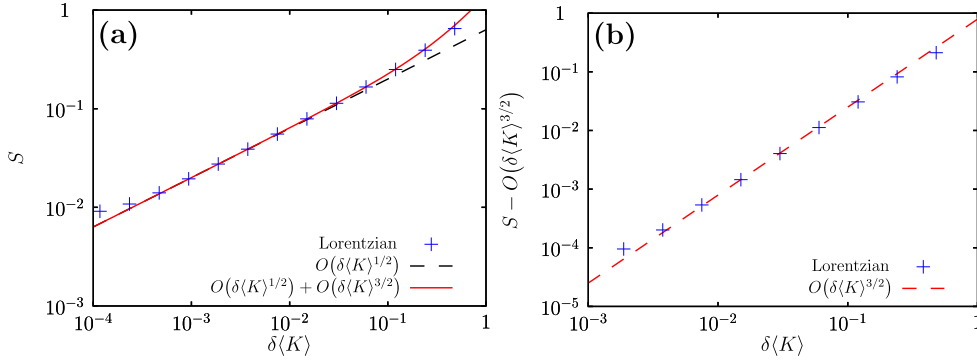 (a)
1
10⁻¹
10⁻²
10⁻³
S
10⁻⁴ 10⁻³ 10⁻² 10⁻¹ 1
δ⟨K⟩
Lorentzian
O(δ⟨K⟩^{1/2})
O(δ⟨K⟩^{1/2}) + O(δ⟨K⟩^{3/2})
(b)
1
10⁻¹
10⁻²
10⁻³
10⁻⁴
10⁻⁵
S − O(δ⟨K⟩^{3/2})
10⁻³ 10⁻² 10⁻¹ 1
δ⟨K⟩
Lorentzian
O(δ⟨K⟩^{3/2})